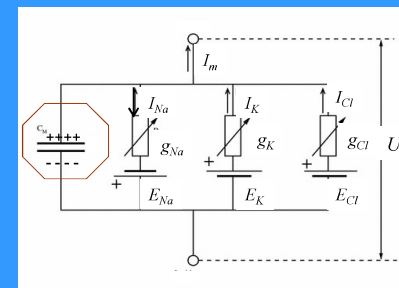 I_m
U
I_Na
I_K
I_Cl
C_M
++++
g_Na
g_K
g_Cl
----
+
+
+
E_Na
E_K
E_Cl